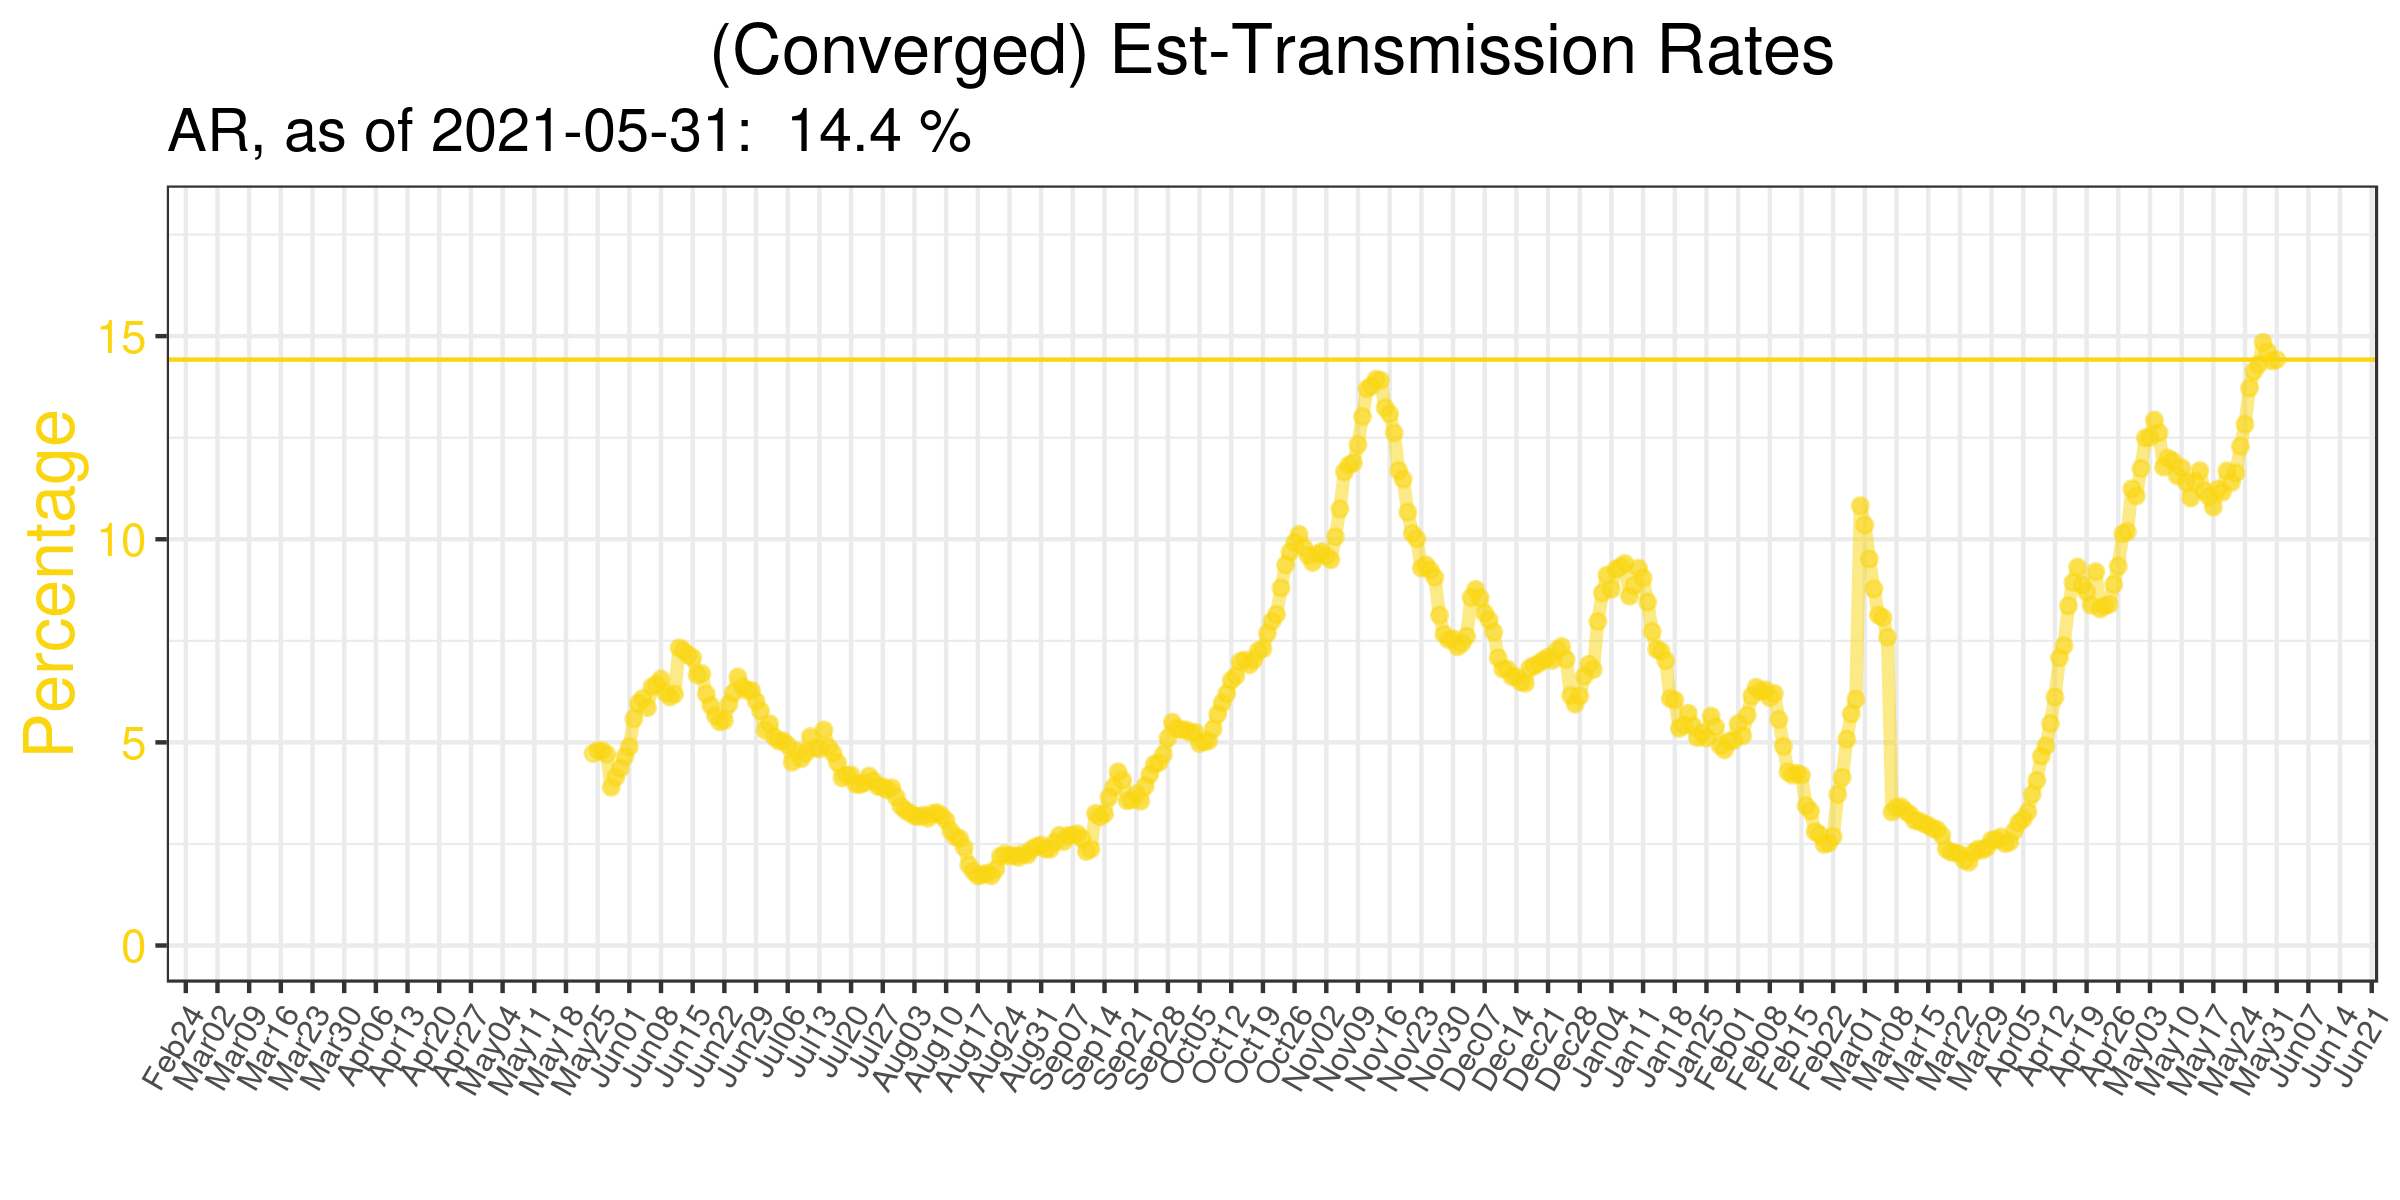 (Converged) Est-Transmission Rates
AR, as of 2021-05-31:  14.4 %
Percentage
15
10
5
0
Feb24
Mar02
Mar09
Mar16
Mar23
Mar30
Apr06
Apr13
Apr20
Apr27
May04
May11
May18
May25
Jun01
Jun08
Jun15
Jun22
Jun29
Jul06
Jul13
Jul20
Jul27
Aug03
Aug10
Aug17
Aug24
Aug31
Sep07
Sep14
Sep21
Sep28
Oct05
Oct12
Oct19
Oct26
Nov02
Nov09
Nov16
Nov23
Nov30
Dec07
Dec14
Dec21
Dec28
Jan04
Jan11
Jan18
Jan25
Feb01
Feb08
Feb15
Feb22
Mar01
Mar08
Mar15
Mar22
Mar29
Apr05
Apr12
Apr19
Apr26
May03
May10
May17
May24
May31
Jun07
Jun14
Jun21